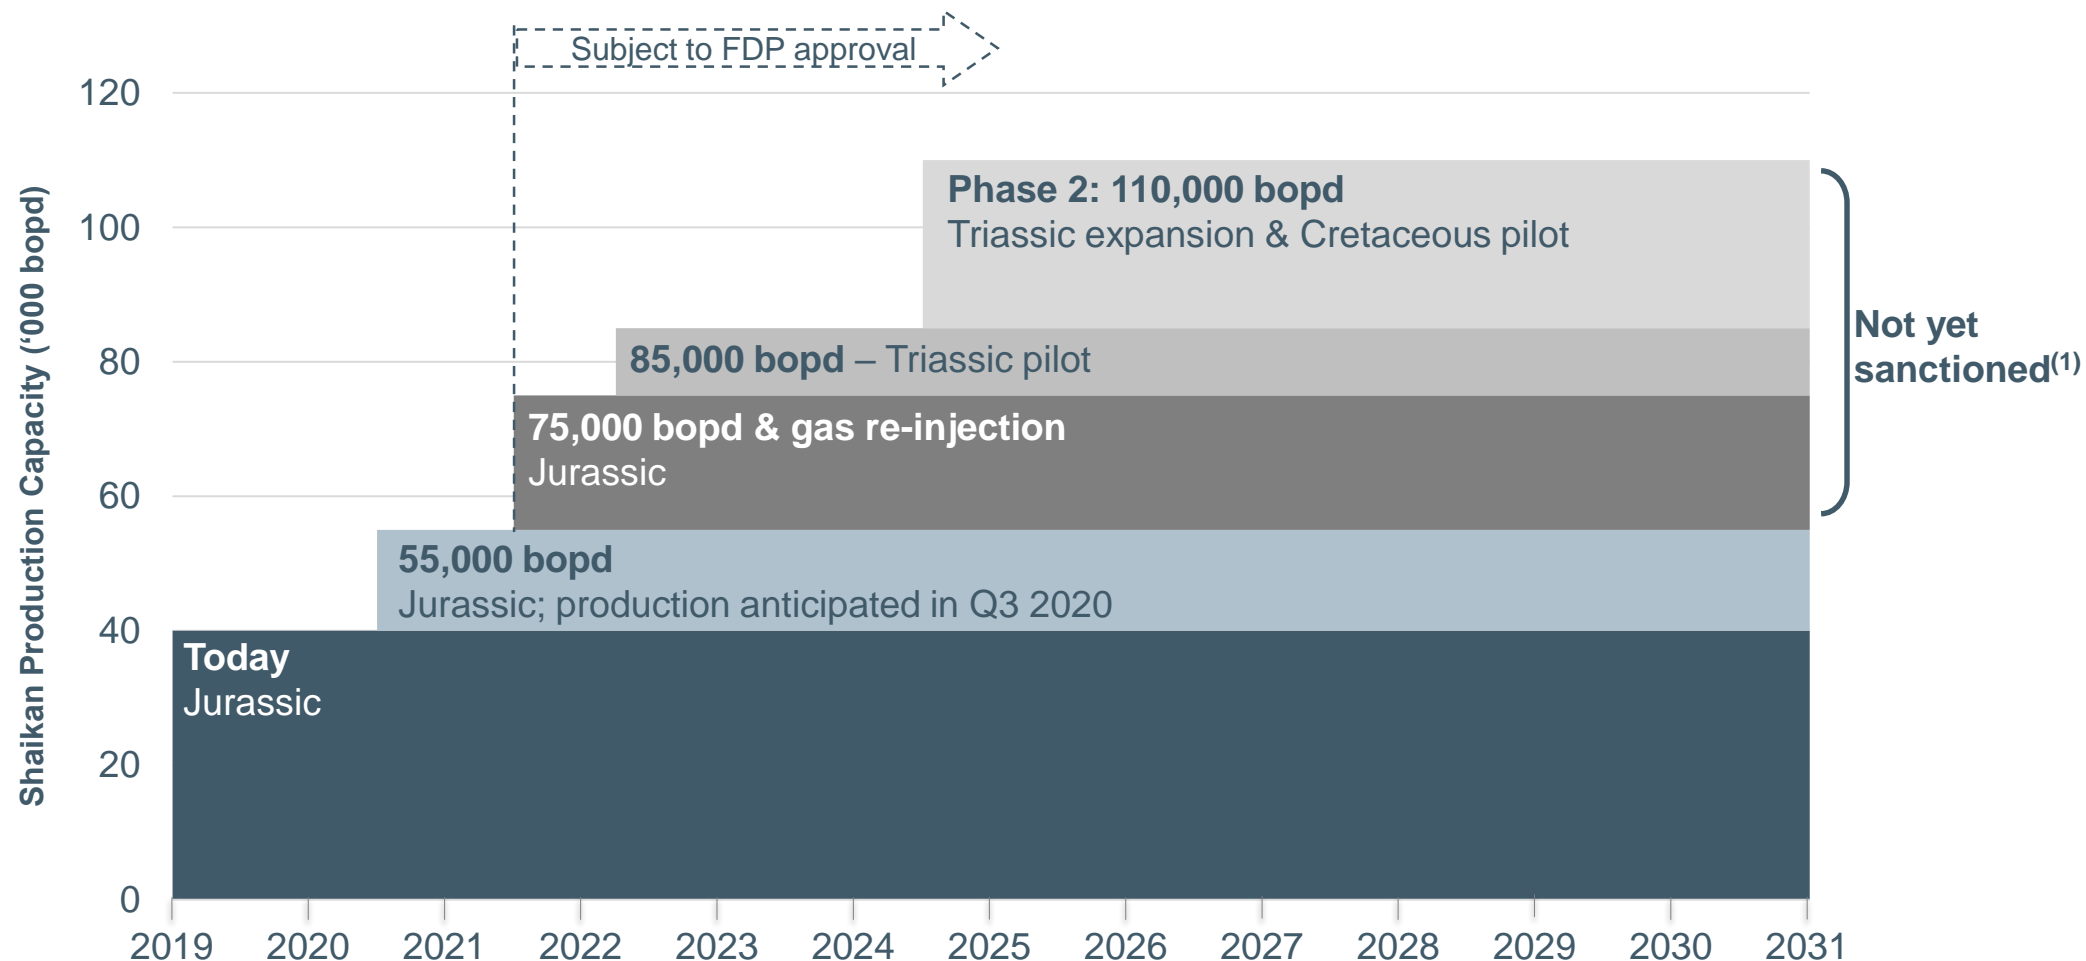 Subject to FDP approval
Shaikan Production Capacity (‘000 bopd)
120
100
80
60
40
20
0
Phase 2: 110,000 bopd
Triassic expansion & Cretaceous pilot
85,000 bopd – Triassic pilot
75,000 bopd & gas re-injection
Jurassic
55,000 bopd
Jurassic; production anticipated in Q3 2020
Today
Jurassic
Not yet
sanctioned(1)
2019 2020 2021 2022 2023 2024 2025 2026 2027 2028 2029 2030 2031